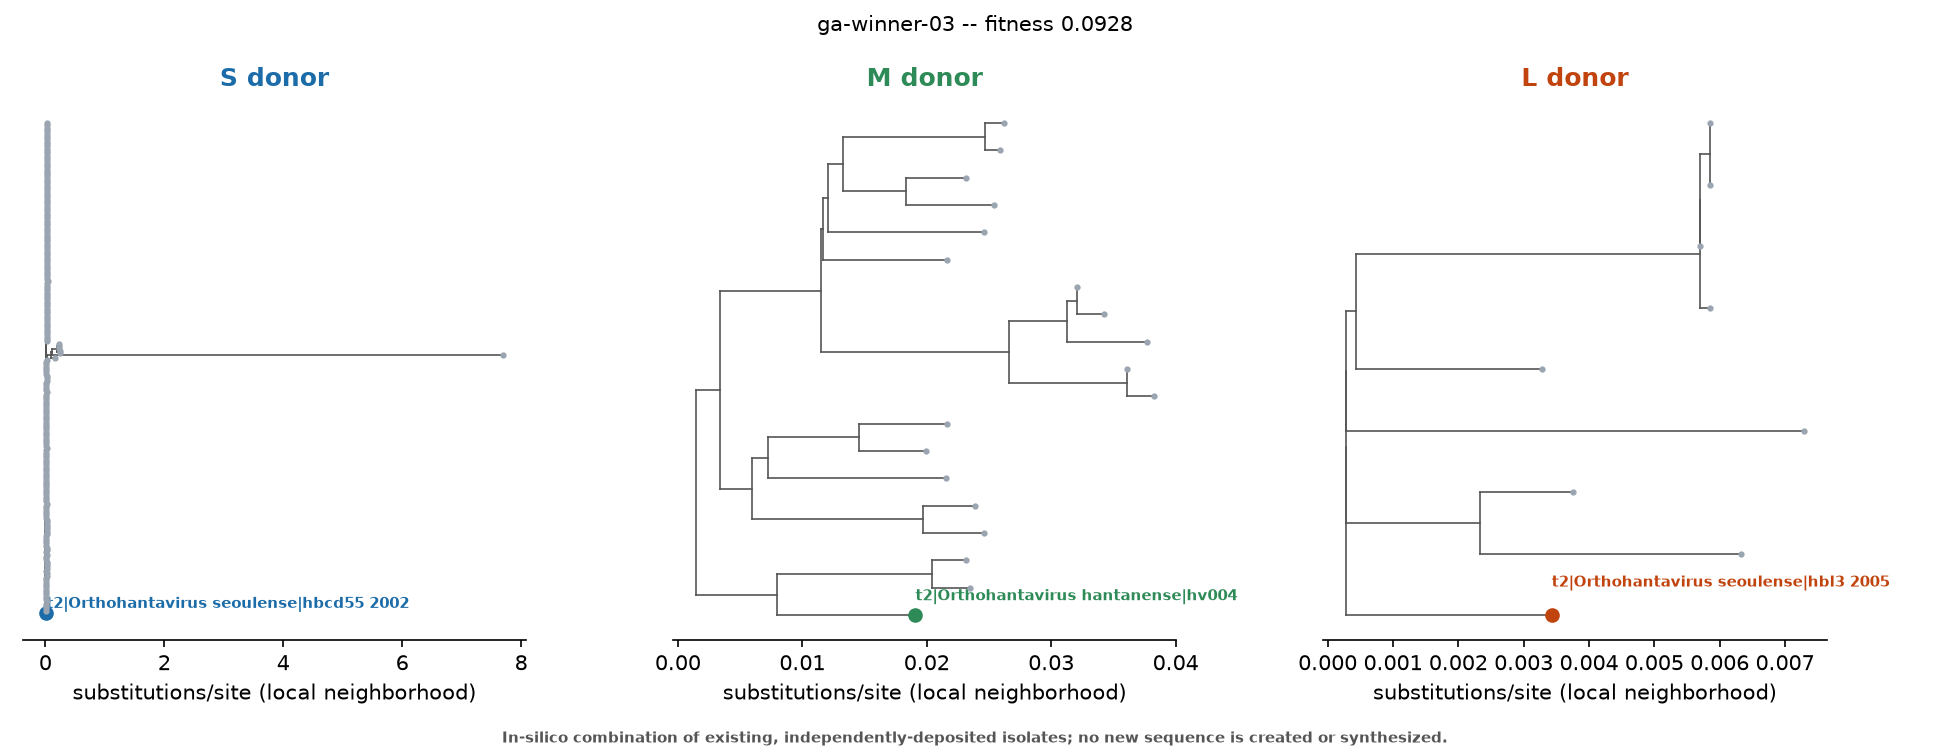 ga-winner-03 -- fitness 0.0928
S donor
M donor
L donor
t2|Orthohantavirus seoulense|hbcd55 2002
t2|Orthohantavirus hantanense|hv004
t2|Orthohantavirus seoulense|hbl3 2005
0 2 4 6 8
0.00 0.01 0.02 0.03 0.04
0.000 0.001 0.002 0.003 0.004 0.005 0.006 0.007
substitutions/site (local neighborhood)
substitutions/site (local neighborhood)
substitutions/site (local neighborhood)
In-silico combination of existing, independently-deposited isolates; no new sequence is created or synthesized.